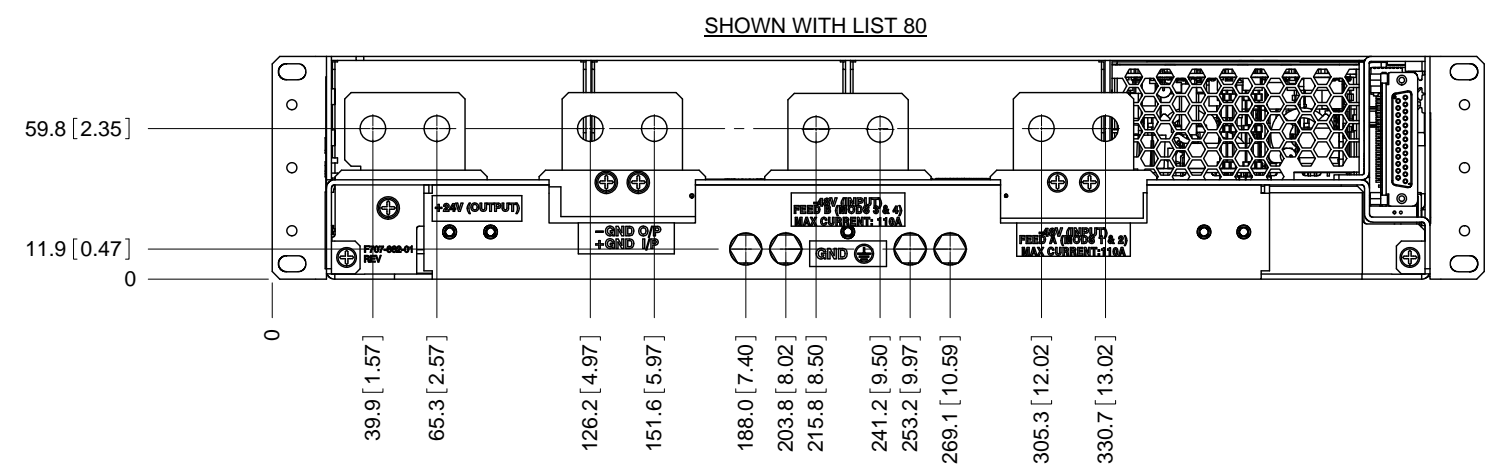 SHOWN WITH LIST 80
59.8 [2.35]
+24V (OUTPUT)
-48V (INPUT)
FEED B (MODS 3 & 4)
MAX CURRENT: 110A
-GND O/P
+GND I/P
-48V (INPUT)
FEED A (MODS 1 & 2)
MAX CURRENT:110A
11.9 [0.47]
REV
GND
0
0
39.9 [1.57]
65.3 [2.57]
126.2 [4.97]
151.6 [5.97]
188.0 [7.40]
203.8 [8.02]
215.8 [8.50]
241.2 [9.50]
253.2 [9.97]
269.1 [10.59]
305.3 [12.02]
330.7 [13.02]